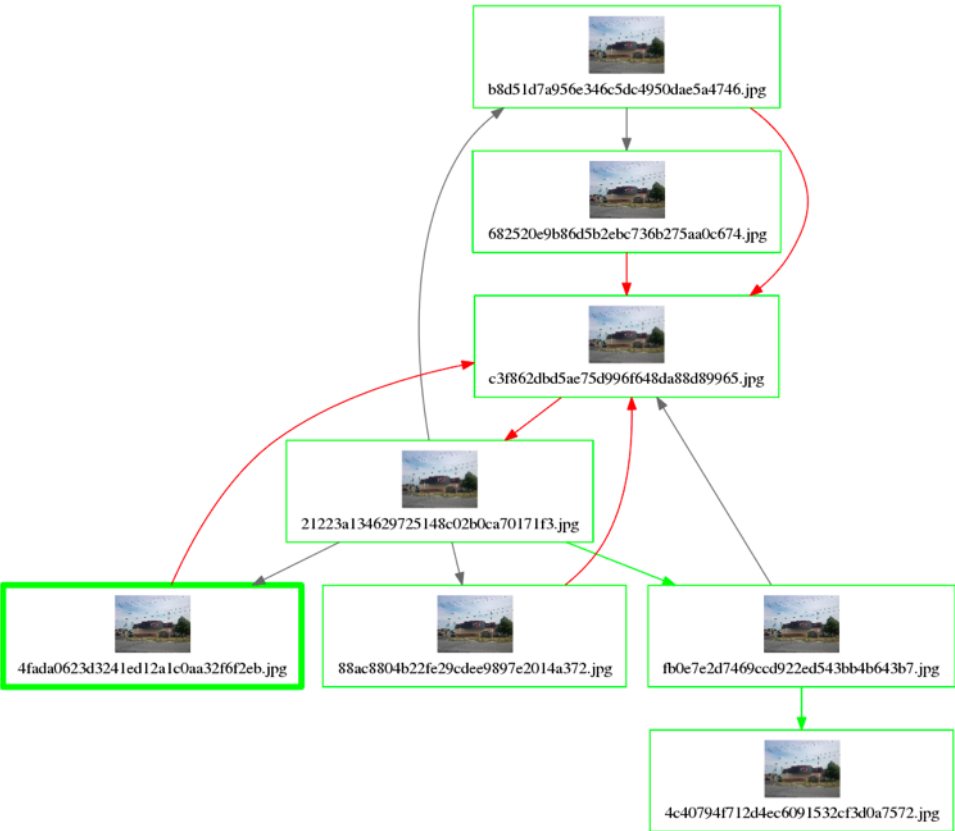 b8d51d7a956e346c5dc4950dae5a4746.jpg
682520e9b86d5b2ebc736b275aa0c674.jpg
c3f862dbd5ae75d996f648da88d89965.jpg
21223a134629725148c02b0ca70171f3.jpg
4fada0623d3241ed12a1c0aa32f6f2eb.jpg
88ac8804b22fe29cdee9897e2014a372.jpg
fb0e7e2d7469ccd922ed543bb4b643b7.jpg
4c40794f712d4ec6091532cf3d0a7572.jpg